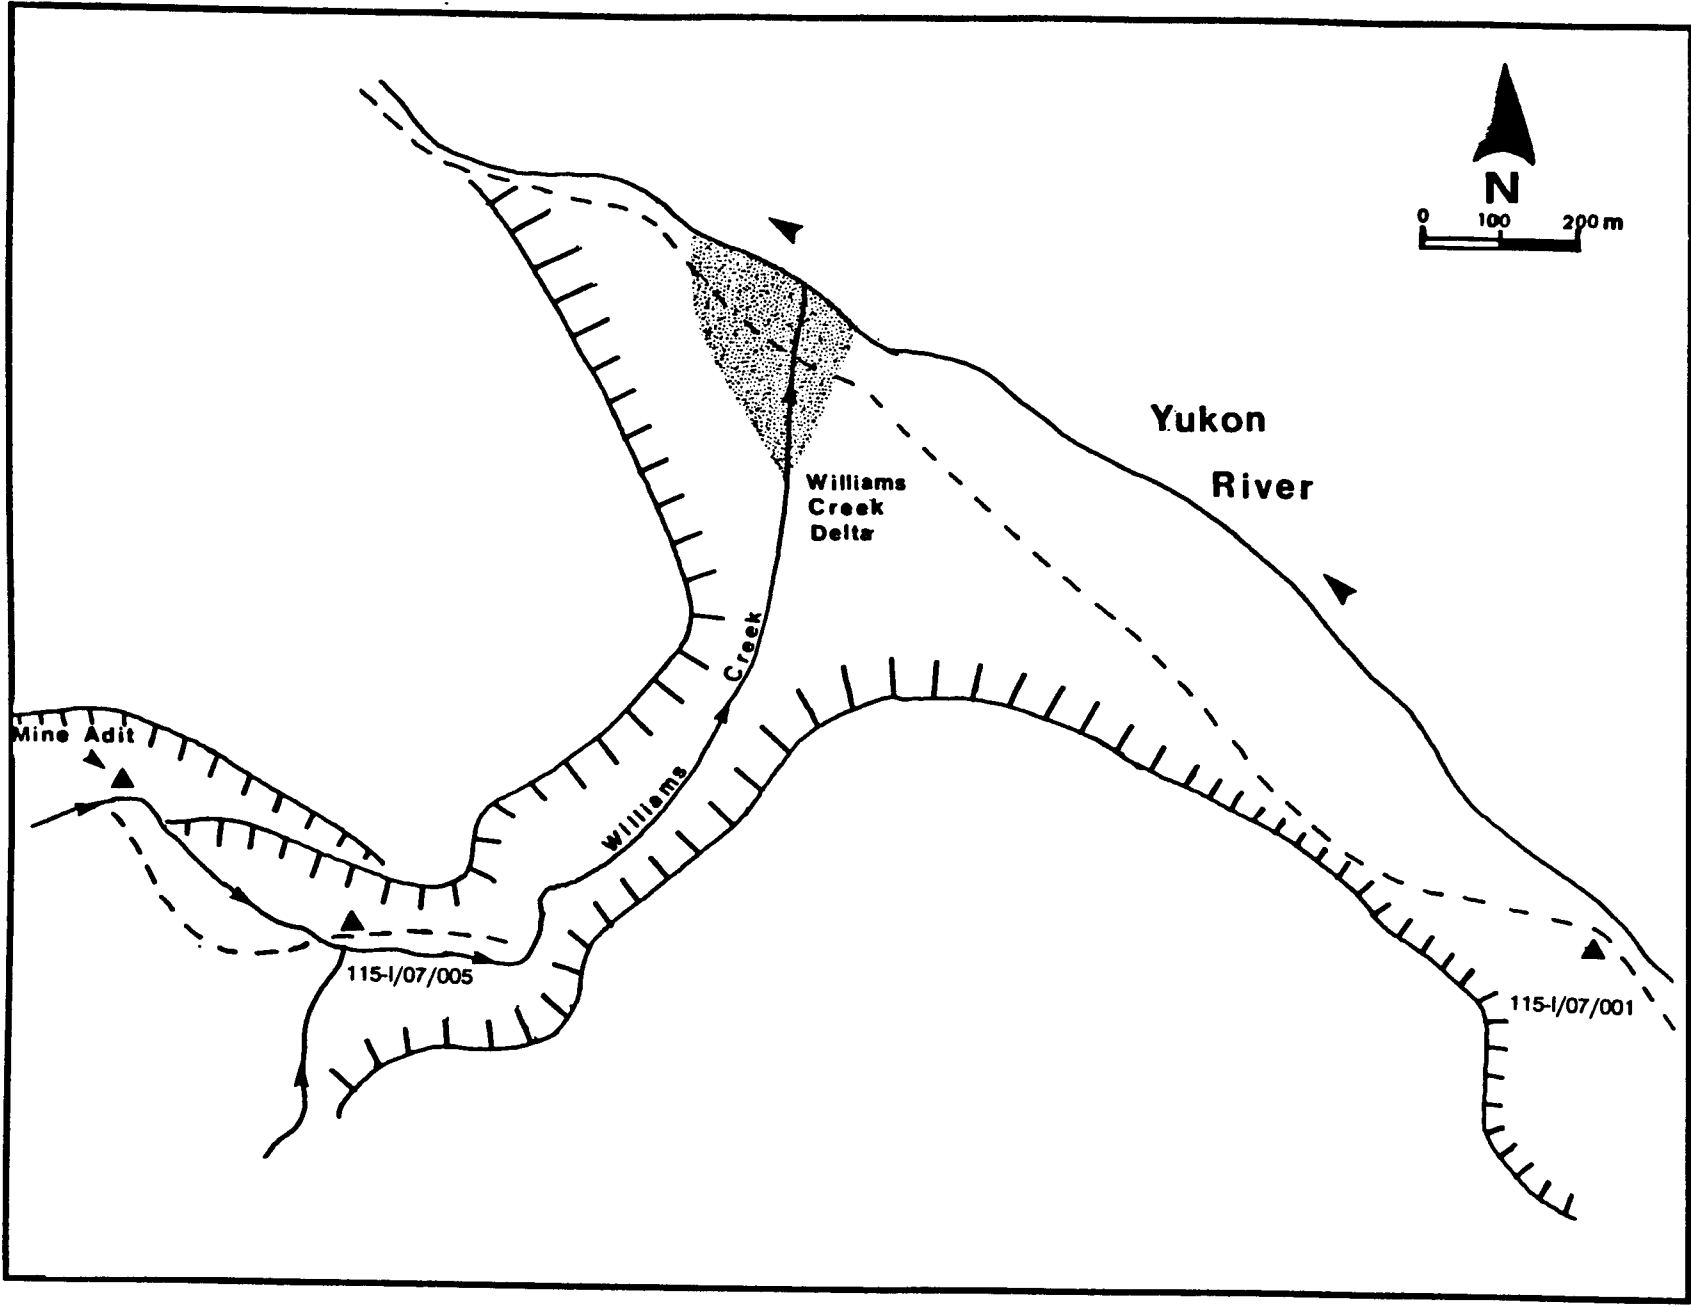 N
0 100 200 m
Yukon
River
Williams
Creek
Delta
Williams Creek
Mine Adit
115-I/07/005
115-I/07/001